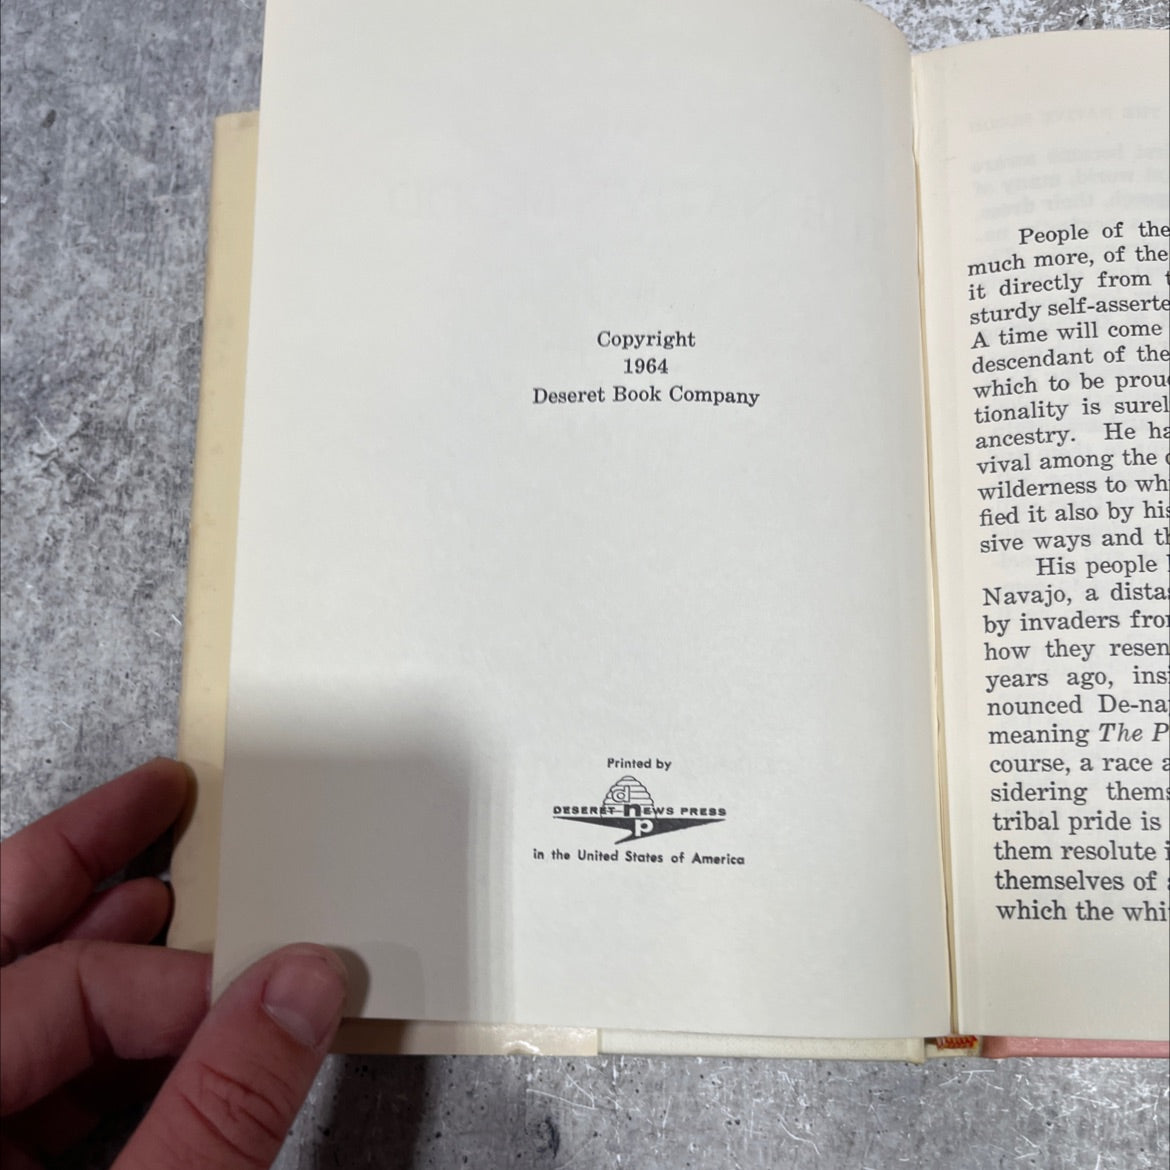 Copyright
1964
Deseret Book Company
Printed by
DESERET NEWS PRESS
d n p
in the United States of America
People of the
much more, of the
it directly from
sturdy self-asserte
A time will come
descendant of the
which to be prou
tionality is surel
ancestry. He ha
vival among the
wilderness to whi
fied it also by his
sive ways and th
His people
Navajo, a dista
by invaders fro
how they resen
years ago, insi
nounced De-na
meaning The P
course, a race a
sidering thems
tribal pride is
them resolute i
themselves of
which the whi